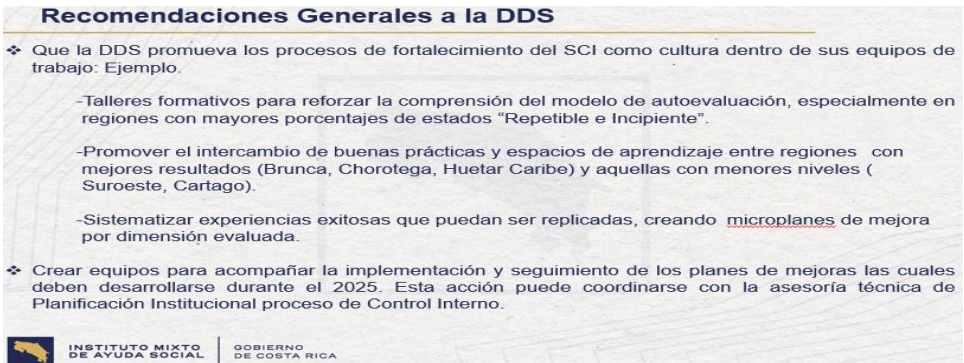 Recomendaciones Generales a la DDS
❖ Que la DDS promueva los procesos de fortalecimiento del SCI como cultura dentro de sus equipos de
trabajo: Ejemplo.
-Talleres formativos para reforzar la comprensión del modelo de autoevaluación, especialmente en
regiones con mayores porcentajes de estados “Repetible e Incipiente”.
-Promover el intercambio de buenas prácticas y espacios de aprendizaje entre regiones con
mejores resultados (Brunca, Chorotega, Huetar Caribe) y aquellas con menores niveles (
Suroeste, Cartago).
-Sistematizar experiencias exitosas que puedan ser replicadas, creando microplanes de mejora
por dimensión evaluada.
❖ Crear equipos para acompañar la implementación y seguimiento de los planes de mejoras las cuales
deben desarrollarse durante el 2025. Esta acción puede coordinarse con la asesoría técnica de
Planificación Institucional proceso de Control Interno.
INSTITUTO MIXTO
DE AYUDA SOCIAL
GOBIERNO
DE COSTA RICA